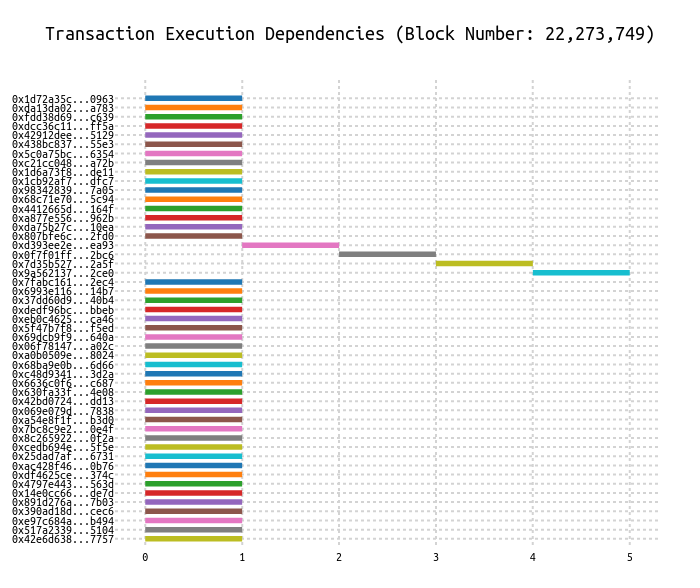 Transaction Execution Dependencies (Block Number: 22,273,749)
0x1d72a35c...0963
0xda13da02...a783
0xfdd38d69...c639
0xdcc36c11...ff5a
0x42912dee...5129
0x438bc837...55e3
0x5c0a75bc...6354
0xc21cc048...a72b
0x1d6a73f8...de11
0x1cb92af7...dfc7
0x98342839...7a05
0x68c71e70...5c94
0x4412665d...164f
0xa877e556...962b
0xda75b27c...10ea
0x807bfe6c...2fd0
0xd393ee2e...ea93
0x0f7f01ff...2bc6
0x7d35b527...2a5f
0x9a562137...2ce0
0x7fabc161...2ec4
0x6993e116...14b7
0x37dd60d9...40b4
0xdedf96bc...bbeb
0xeb0c4625...ca46
0x5f47b7f8...f5ed
0x69dcb9f9...640a
0x06f78147...a02c
0xa0b0509e...8024
0x68ba9e0b...6d66
0xc48d9341...3d2a
0x6636c0f6...c687
0x630fa33f...4e08
0x42bd0724...dd13
0x069e079d...7838
0xa54e8f1f...b3d0
0x7bc8c9e2...0e4f
0x8c265922...0f2a
0xcedb694e...5f5e
0x25dad7af...6731
0xac428f46...0b76
0xdf4625ce...374c
0x4797e443...563d
0x14e0cc66...de7d
0x891d276a...7b03
0x390ad18d...cec6
0xe97c684a...b494
0x517a2339...5104
0x42e6d638...7757
0 1 2 3 4 5